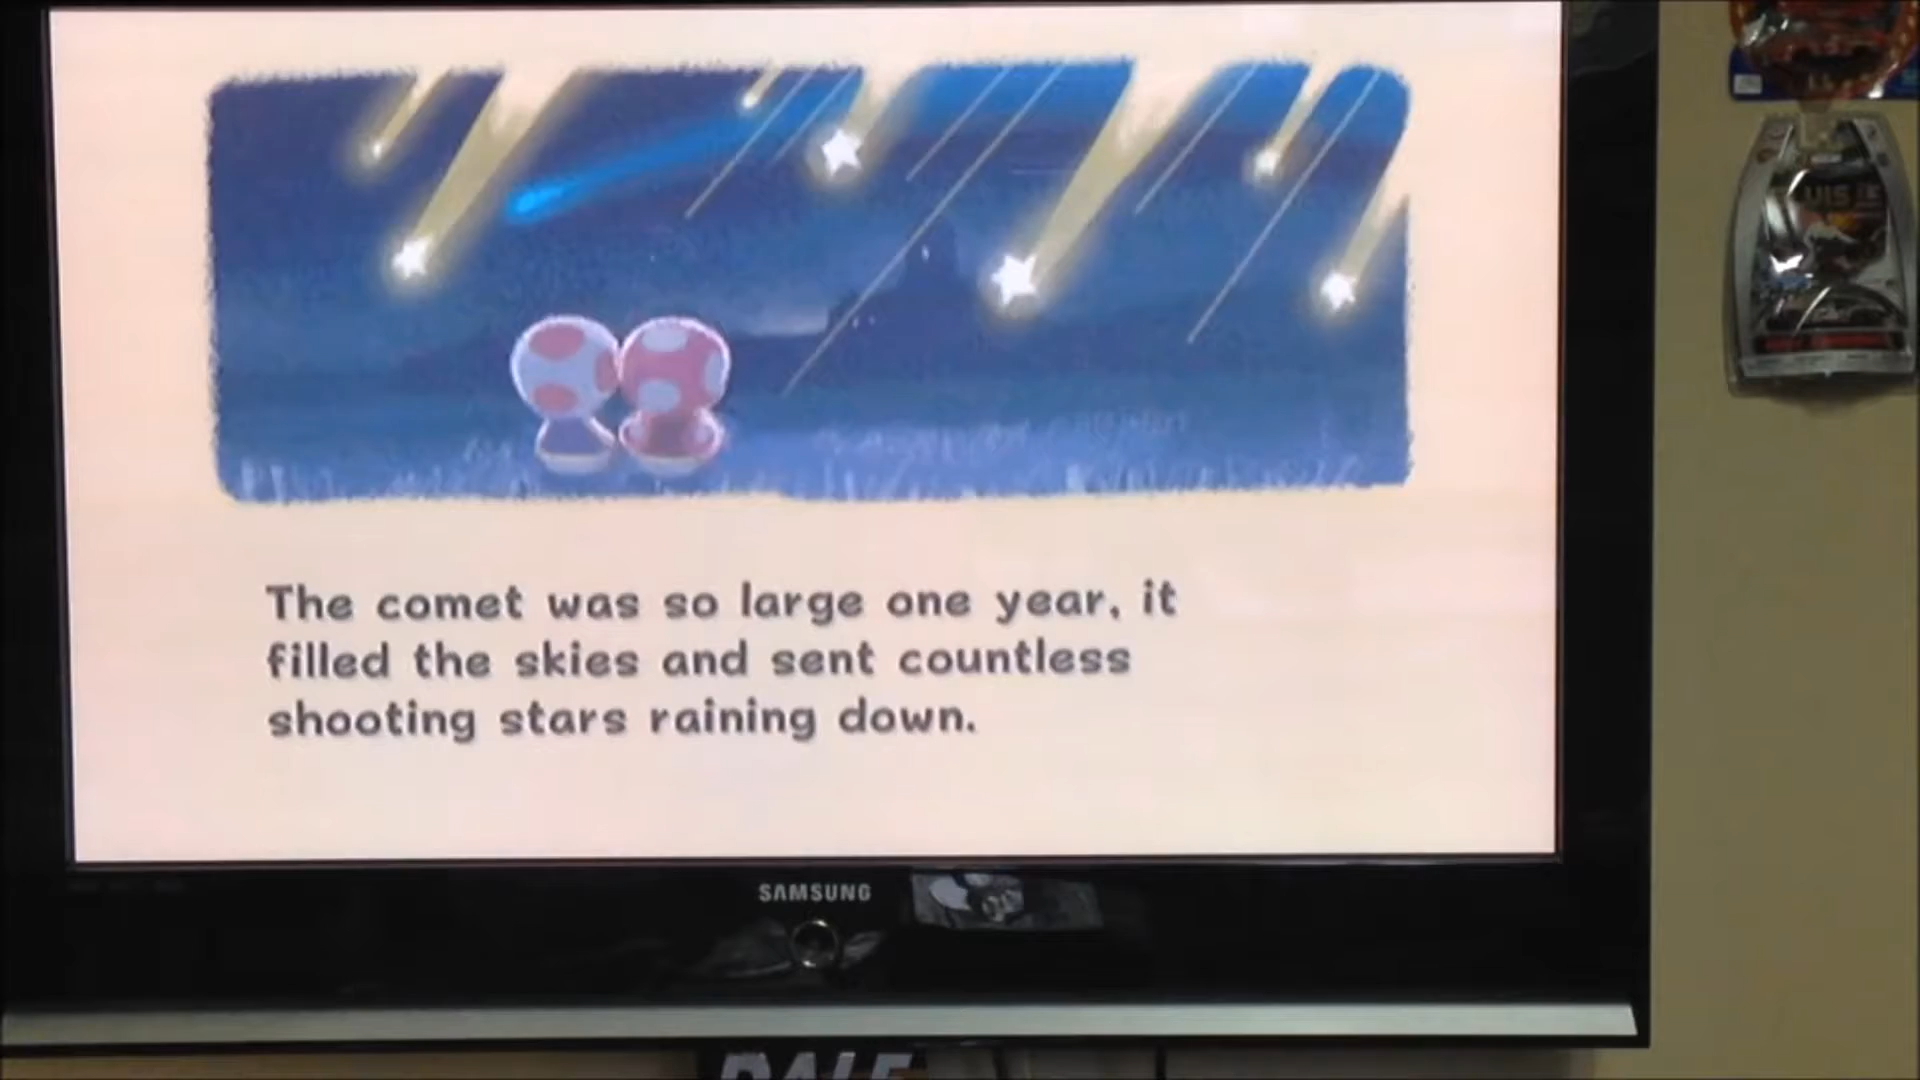 The comet was so large one year, it
filled the skies and sent countless
shooting stars raining down.
SAMSUNG
DALE